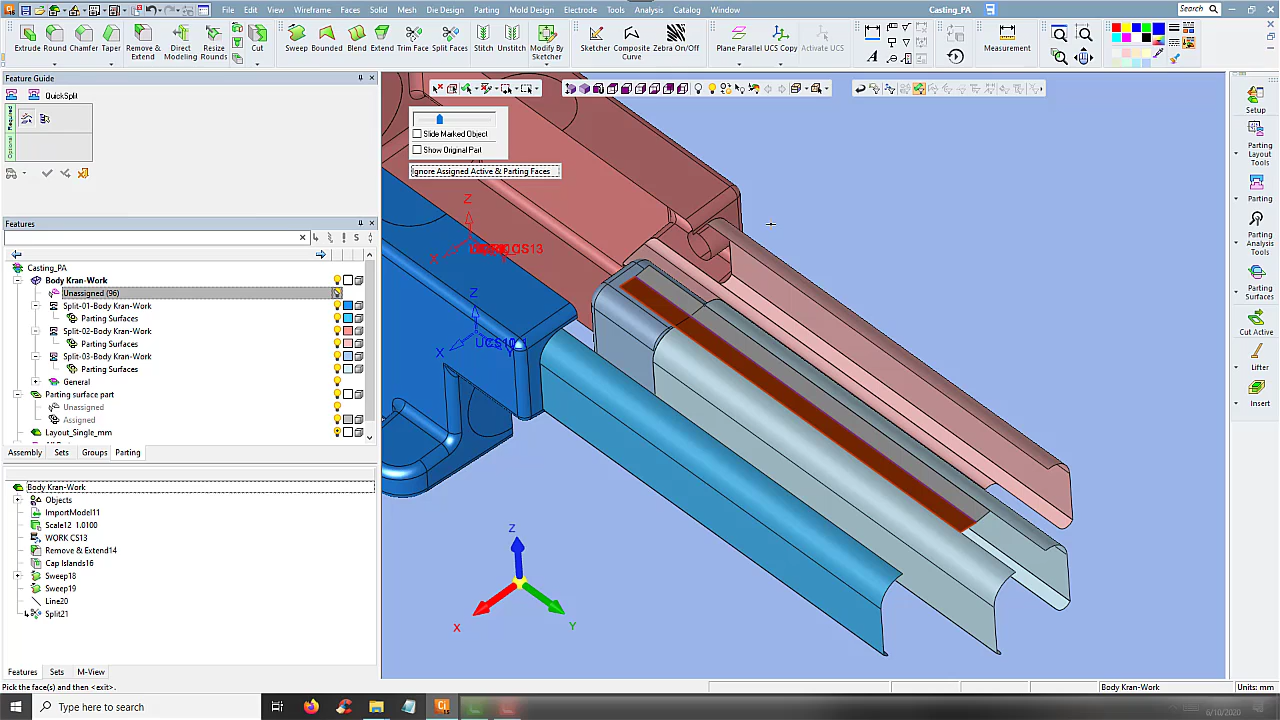 File Edit View Wireframe Faces Solid Mesh Die Design Parting Mold Design Electrode Tools Analysis Catalog Window
Casting_PA
Search
Extrude Round Chamfer Taper Remove & Extend Direct Modeling Resize Cut Sweep Bounded Blend Extend Stitch Unstitch Modify By Sketcher Sketcher Composite Curve Zebra On/Off Plane Parallel UCS Copy Activate UCS Measurement
Feature Guide
QuickSplit
Required
Optional
Slide Marked Object
Show Original Part
Ignore Assigned Active & Parting Faces
Features
Casting_PA
Body Kran-Work
Unassigned (96)
Split-01-Body Kran-Work
Parting Surfaces
Split-02-Body Kran-Work
Parting Surfaces
Split-03-Body Kran-Work
Parting Surfaces
General
Parting surface part
Unassigned
Assigned
Layout_Single_mm
Assembly Sets Groups Parting
Body Kran-Work
Objects
ImportModel11
Scale12 1.0100
WORK CS13
Remove & Extend14
Cap Islands16
Sweep18
Sweep19
Line20
Split21
Features Sets M-View
Z
X
Z
X
Y
Z
X
Y
Setup
Parting Layout Tools
Parting
Parting Analysis Tools
Parting Surfaces
Cut Active
Lifter
Insert
Pick the face(s) and then <exit>.
Body Kran-Work
Units: mm
Type here to search
6/10/2020